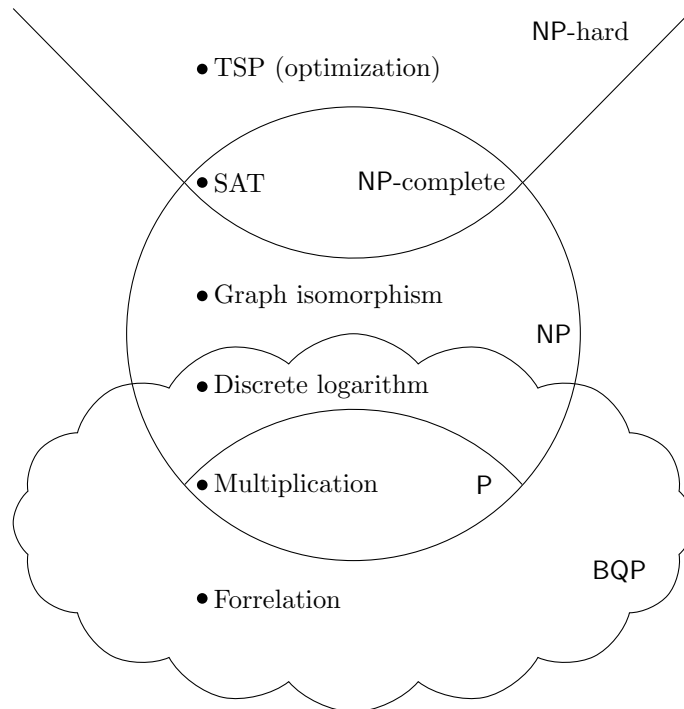 NP-hard
TSP (optimization)
SAT
NP-complete
Graph isomorphism
NP
Discrete logarithm
Multiplication
P
BQP
Forrelation